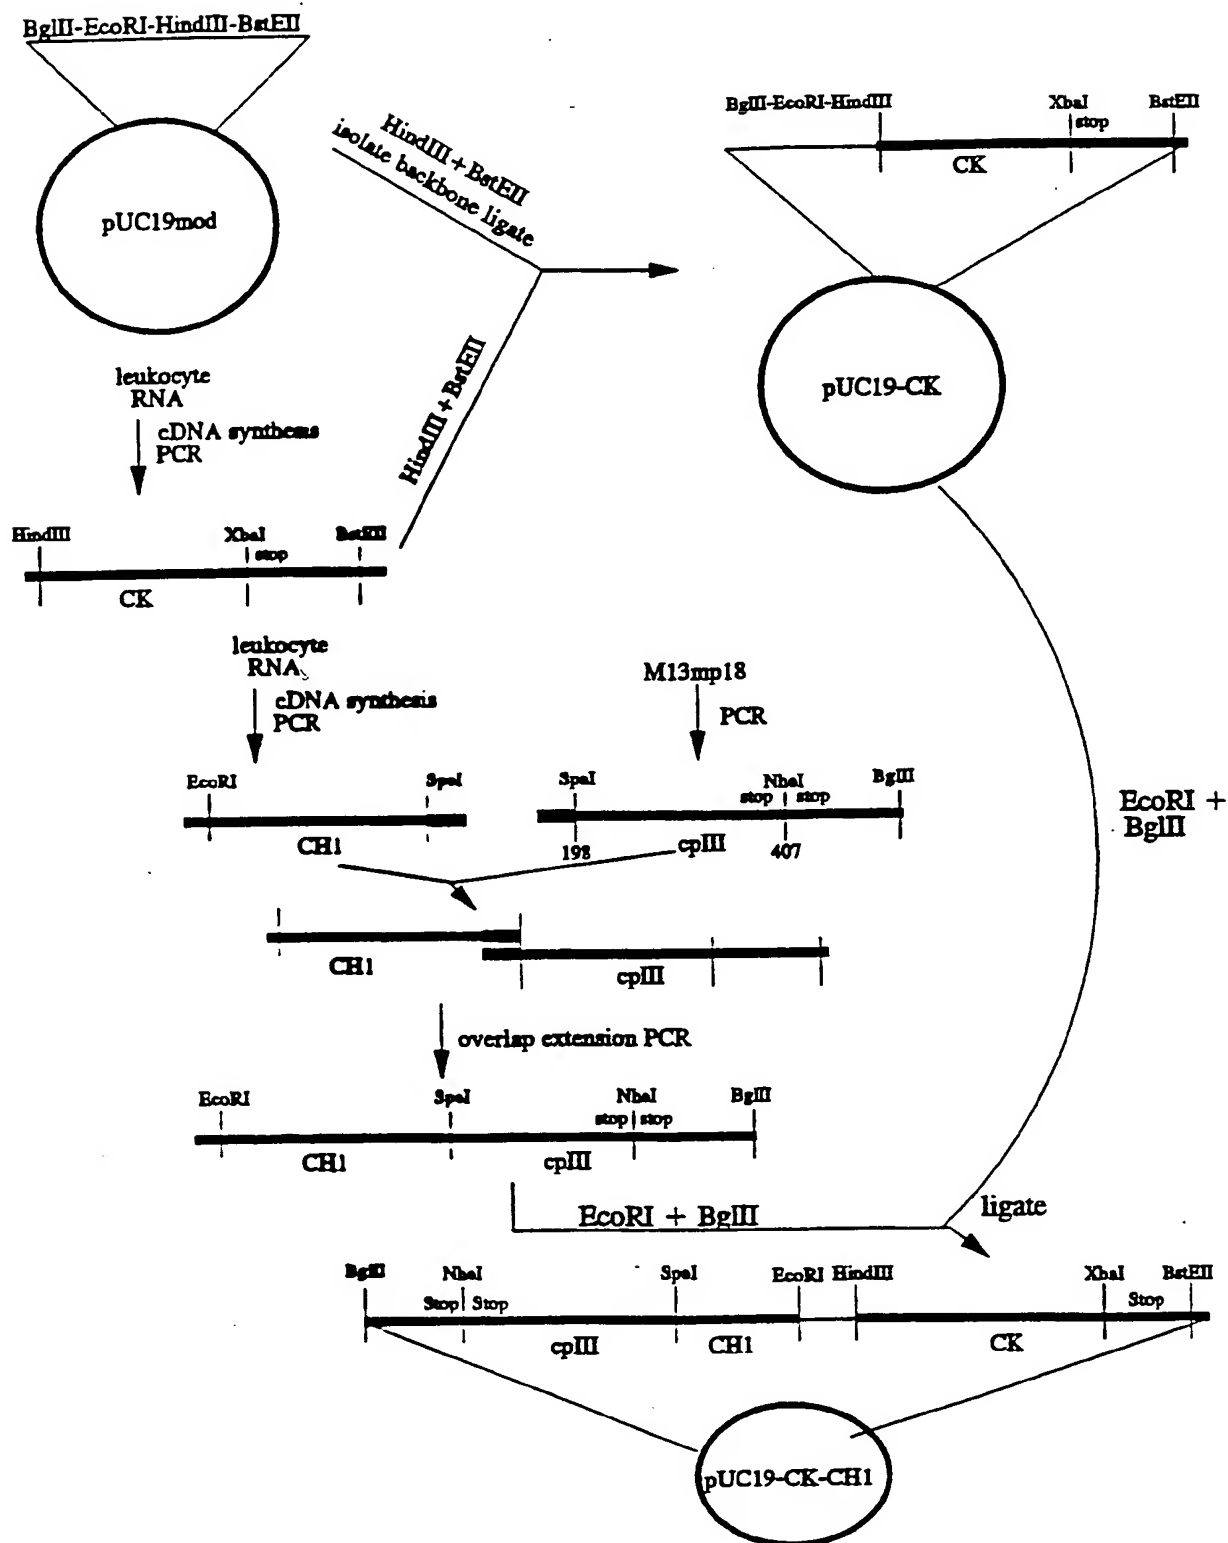 BglII-EcoRI-HindIII-BstEII
pUC19mod
HindIII+BstEII
isolate backbone ligate
HindIII+BstEII
BglII-EcoRI-HindIII
XbaI
BstEII
stop
CK
pUC19-CK
leukocyte
RNA
cDNA synthesis
PCR
HindIII
XbaI
BstEII
stop
CK
leukocyte
RNA
cDNA synthesis
PCR
M13mp18
PCR
EcoRI
SpeI
CH1
SpeI
NheI
BglII
stop
stop
198
cpIII
407
EcoRI +
BglII
CH1
cpIII
overlap extension PCR
EcoRI
SpeI
NheI
BglII
stop
stop
CH1
cpIII
EcoRI + BglII
ligate
BglII
NheI
SpeI
EcoRI
HindIII
XbaI
BstEII
Stop
Stop
Stop
cpIII
CH1
CK
pUC19-CK-CH1